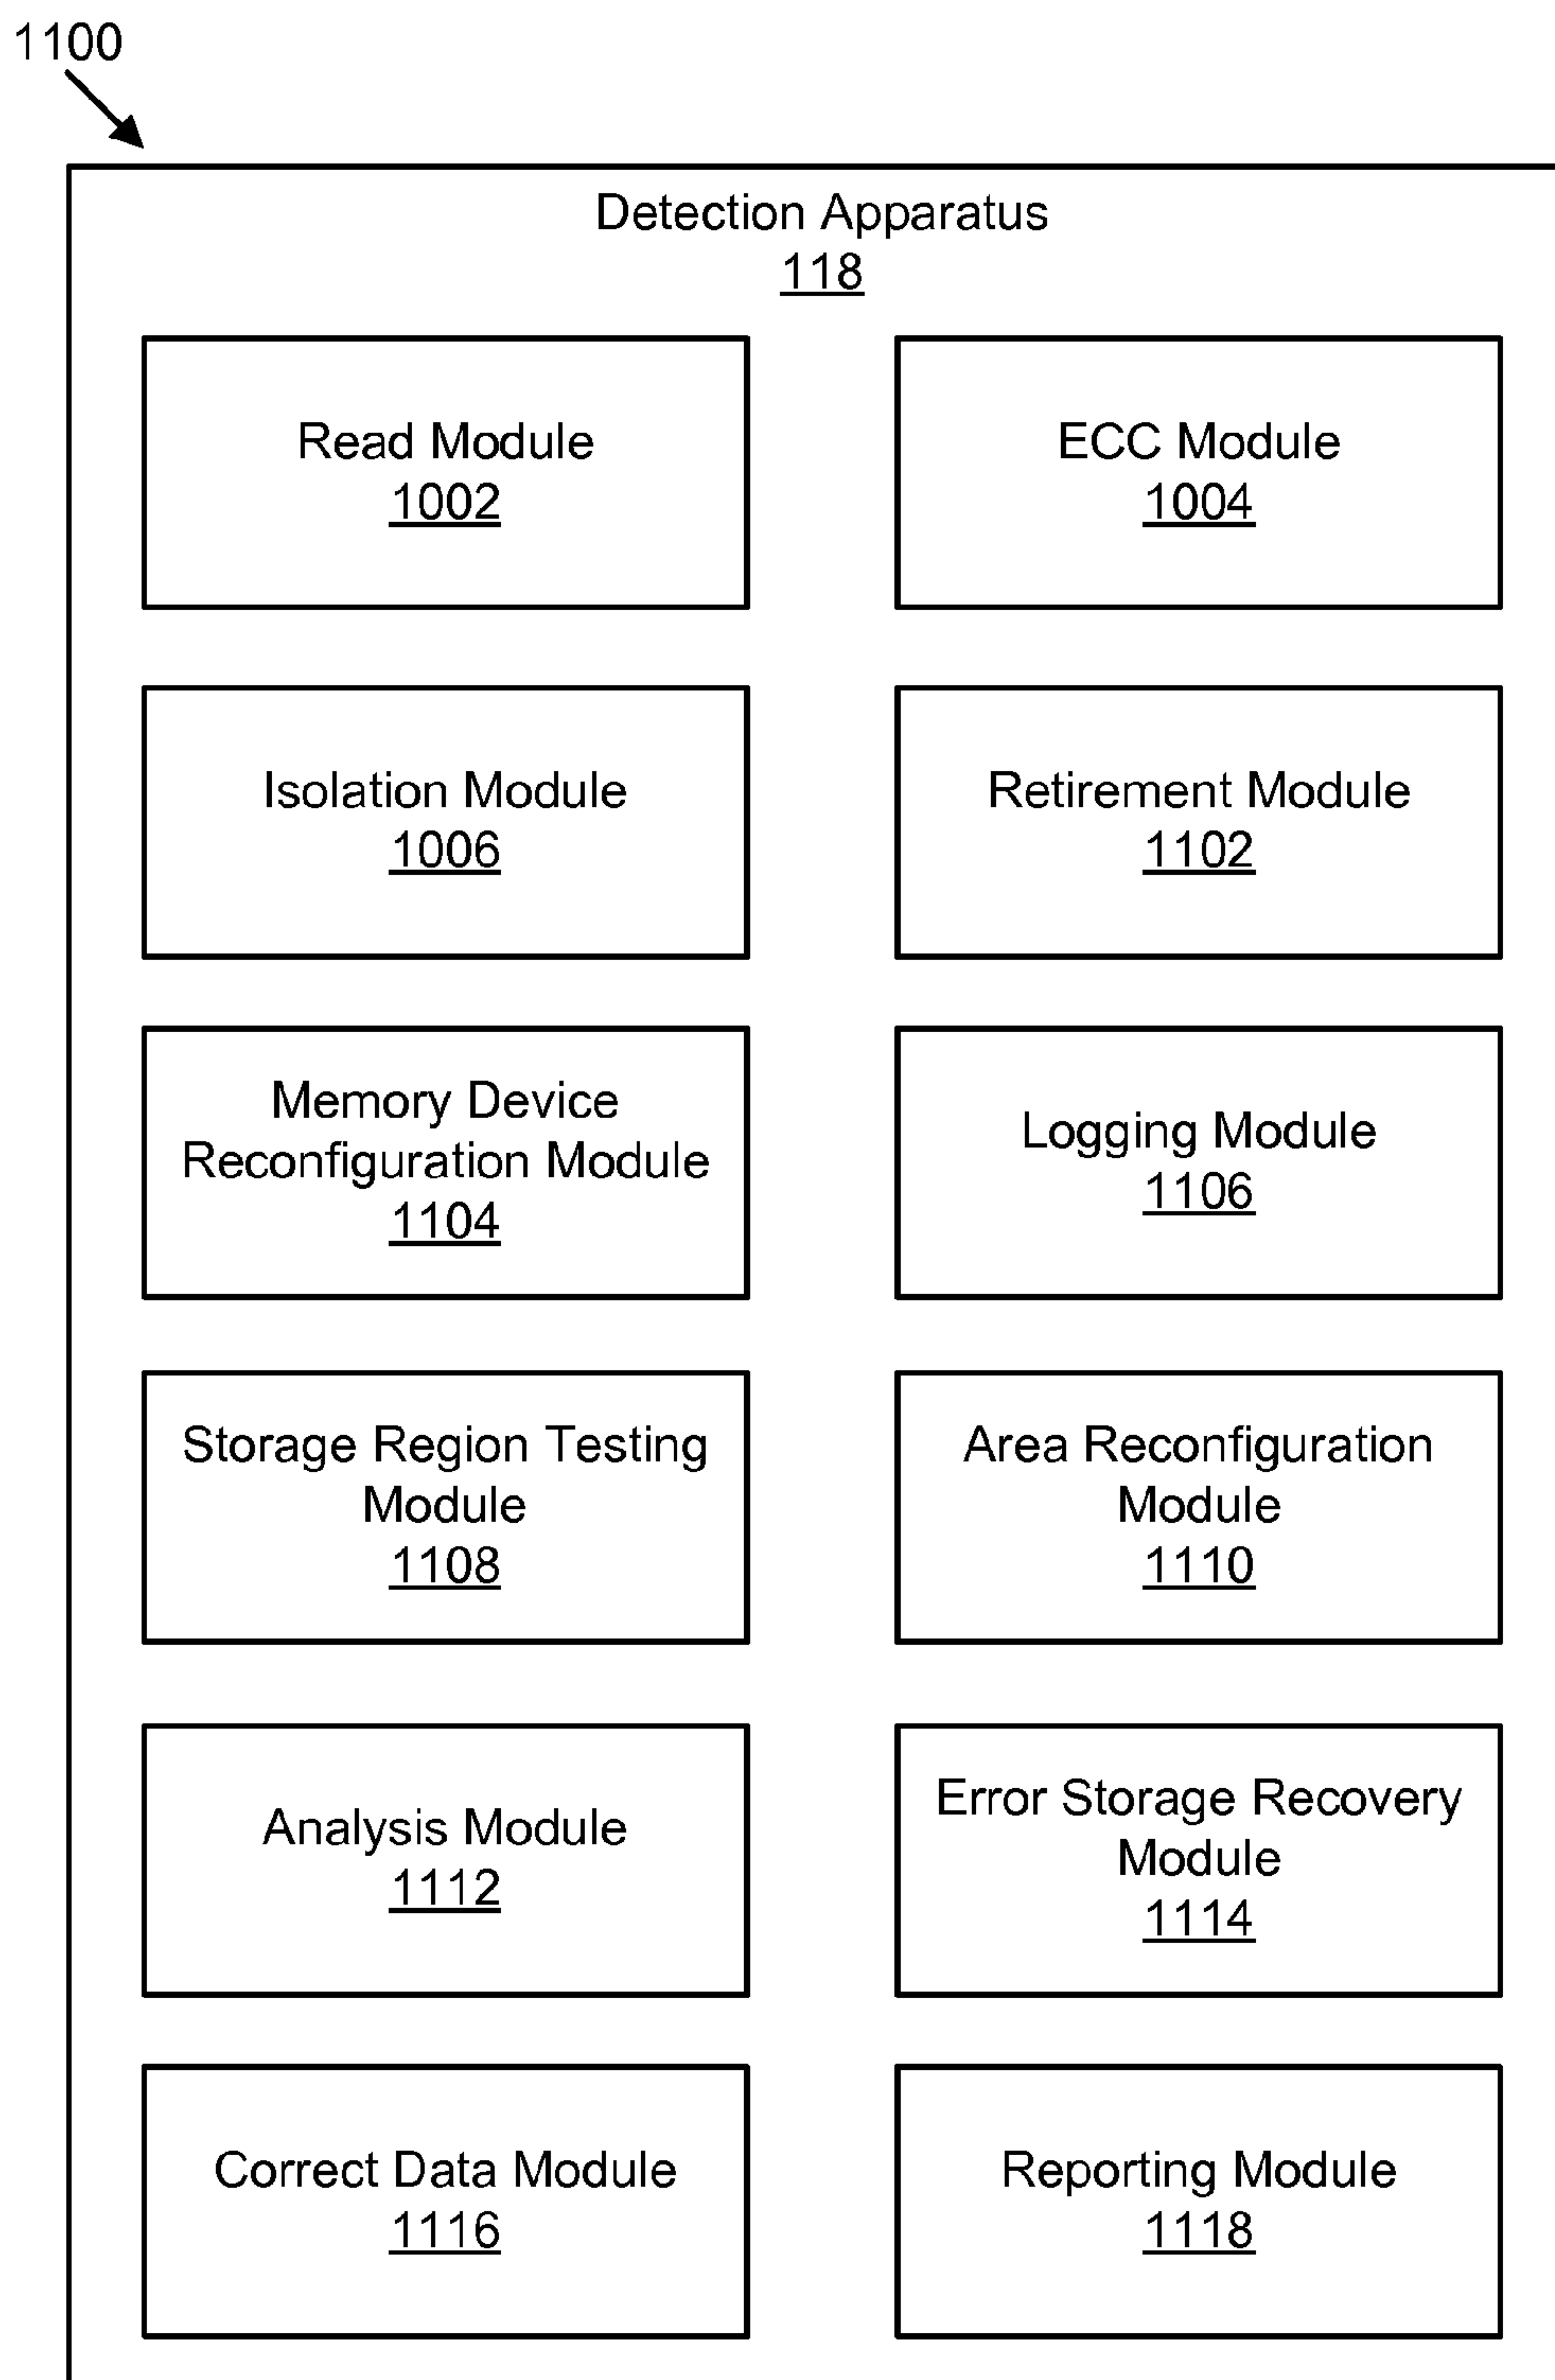 1100
Detection Apparatus
118
Read Module
1002
ECC Module
1004
Isolation Module
1006
Retirement Module
1102
Memory Device
Reconfiguration Module
1104
Logging Module
1106
Storage Region Testing
Module
1108
Area Reconfiguration
Module
1110
Analysis Module
1112
Error Storage Recovery
Module
1114
Correct Data Module
1116
Reporting Module
1118